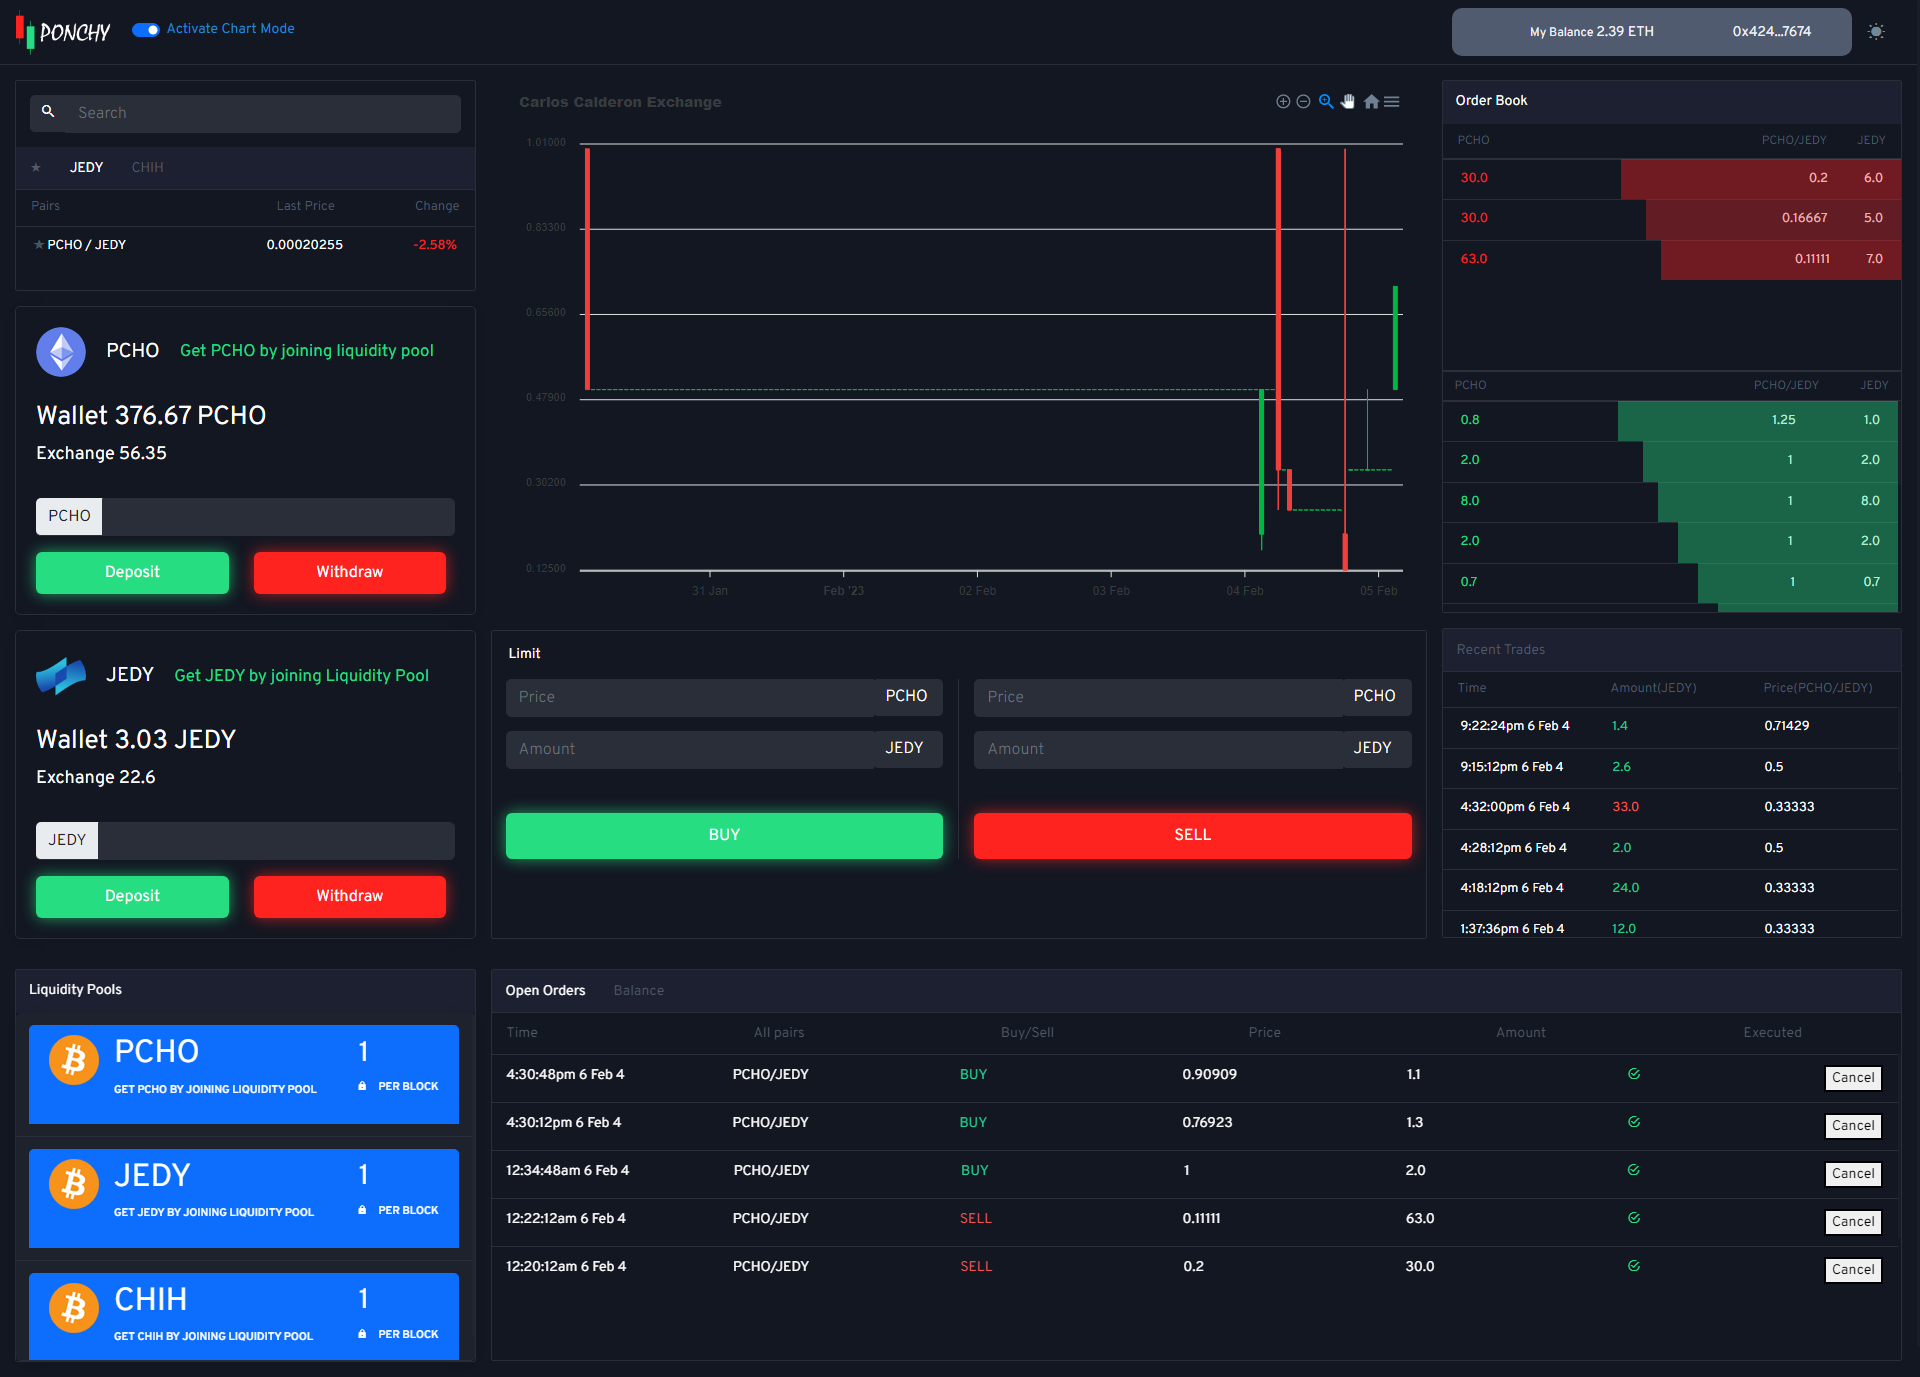 PONCHY
Activate Chart Mode
My Balance 2.39 ETH 0x424...7674
Search
JEDY CHIH
Pairs Last Price Change
PCHO / JEDY 0.00020255 -2.58%
PCHO Get PCHO by joining liquidity pool
Wallet 376.67 PCHO
Exchange 56.35
PCHO
Deposit Withdraw
JEDY Get JEDY by joining Liquidity Pool
Wallet 3.03 JEDY
Exchange 22.6
JEDY
Deposit Withdraw
Carlos Calderon Exchange
1.01000
0.83300
0.65600
0.47900
0.30200
0.12500
31 Jan Feb '23 02 Feb 03 Feb 04 Feb 05 Feb
Limit
Price PCHO Price PCHO
Amount JEDY Amount JEDY
BUY SELL
Order Book
PCHO PCHO/JEDY JEDY
30.0 0.2 6.0
30.0 0.16667 5.0
63.0 0.11111 7.0
PCHO PCHO/JEDY JEDY
0.8 1.25 1.0
2.0 1 2.0
8.0 1 8.0
2.0 1 2.0
0.7 1 0.7
Recent Trades
Time Amount(JEDY) Price(PCHO/JEDY)
9:22:24pm 6 Feb 4 1.4 0.71429
9:15:12pm 6 Feb 4 2.6 0.5
4:32:00pm 6 Feb 4 33.0 0.33333
4:28:12pm 6 Feb 4 2.0 0.5
4:18:12pm 6 Feb 4 24.0 0.33333
1:37:36pm 6 Feb 4 12.0 0.33333
Liquidity Pools
PCHO 1
GET PCHO BY JOINING LIQUIDITY POOL PER BLOCK
JEDY 1
GET JEDY BY JOINING LIQUIDITY POOL PER BLOCK
CHIH 1
GET CHIH BY JOINING LIQUIDITY POOL PER BLOCK
Open Orders Balance
Time All pairs Buy/Sell Price Amount Executed
4:30:48pm 6 Feb 4 PCHO/JEDY BUY 0.90909 1.1 Cancel
4:30:12pm 6 Feb 4 PCHO/JEDY BUY 0.76923 1.3 Cancel
12:34:48am 6 Feb 4 PCHO/JEDY BUY 1 2.0 Cancel
12:22:12am 6 Feb 4 PCHO/JEDY SELL 0.11111 63.0 Cancel
12:20:12am 6 Feb 4 PCHO/JEDY SELL 0.2 30.0 Cancel